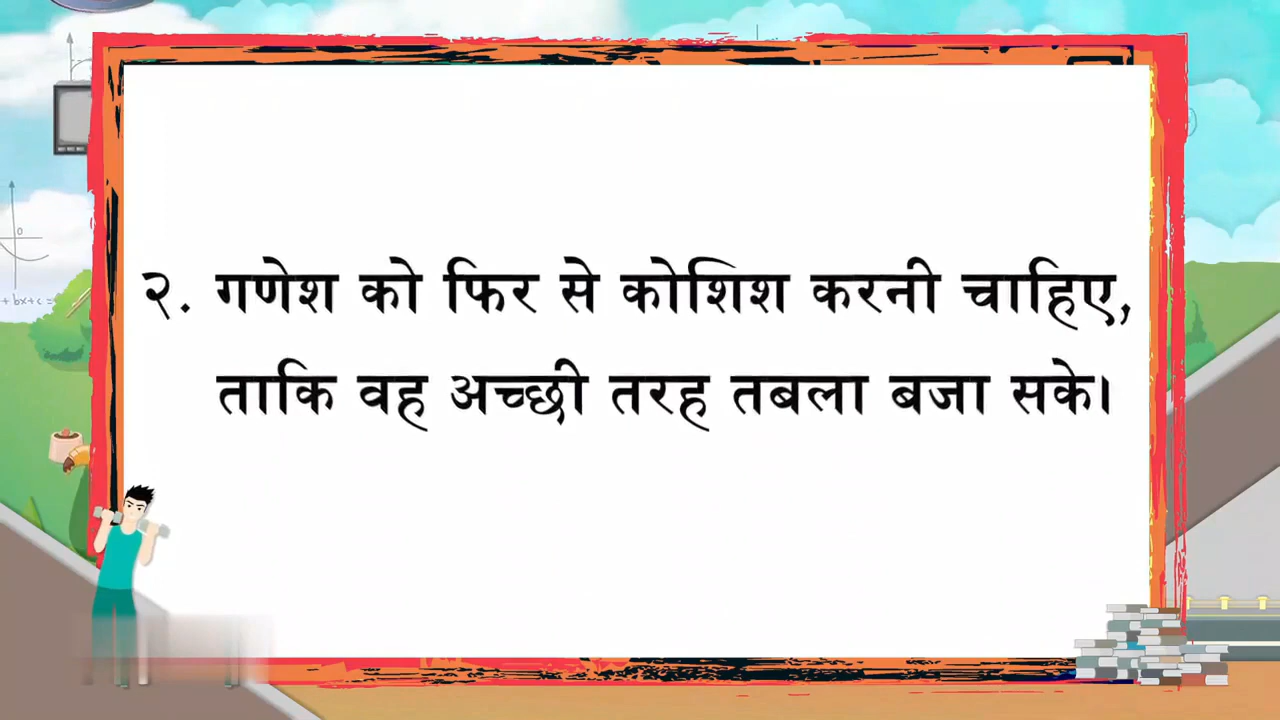 २. गणेश को फिर से कोशिश करनी चाहिए,
ताकि वह अच्छी तरह तबला बजा सके।